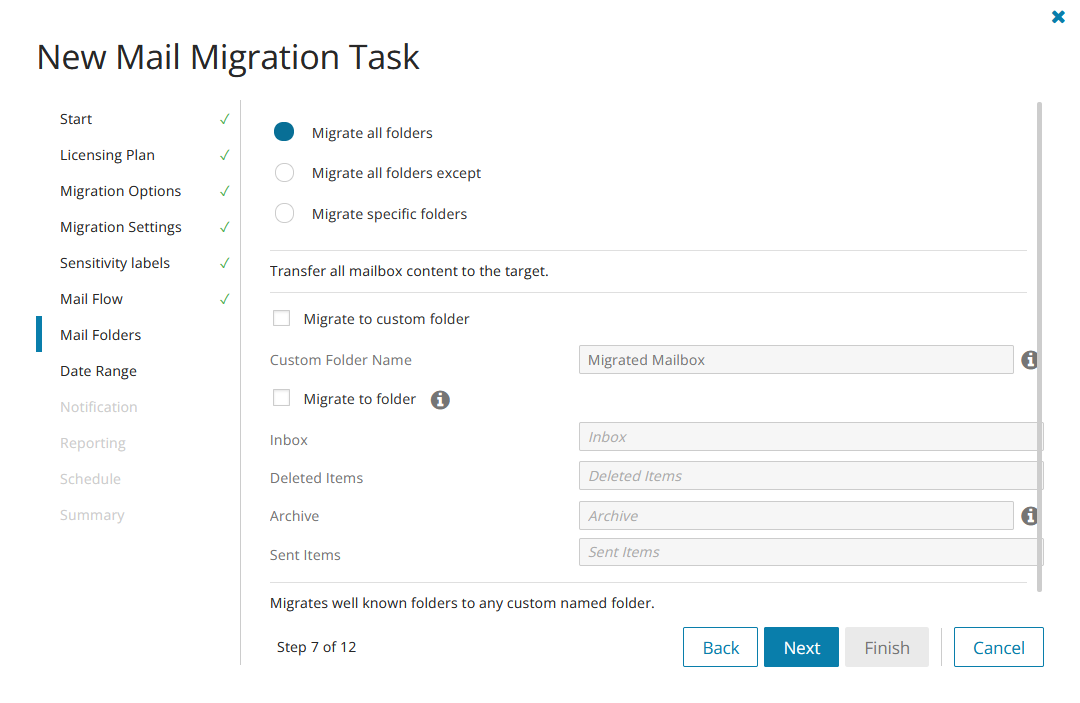 New Mail Migration Task
Start
Licensing Plan
Migration Options
Migration Settings
Sensitivity labels
Mail Flow
Mail Folders
Date Range
Notification
Reporting
Schedule
Summary
Migrate all folders
Migrate all folders except
Migrate specific folders
Transfer all mailbox content to the target.
Migrate to custom folder
Custom Folder Name Migrated Mailbox
Migrate to folder
Inbox Inbox
Deleted Items Deleted Items
Archive Archive
Sent Items Sent Items
Migrates well known folders to any custom named folder.
Step 7 of 12 Back Next Finish Cancel